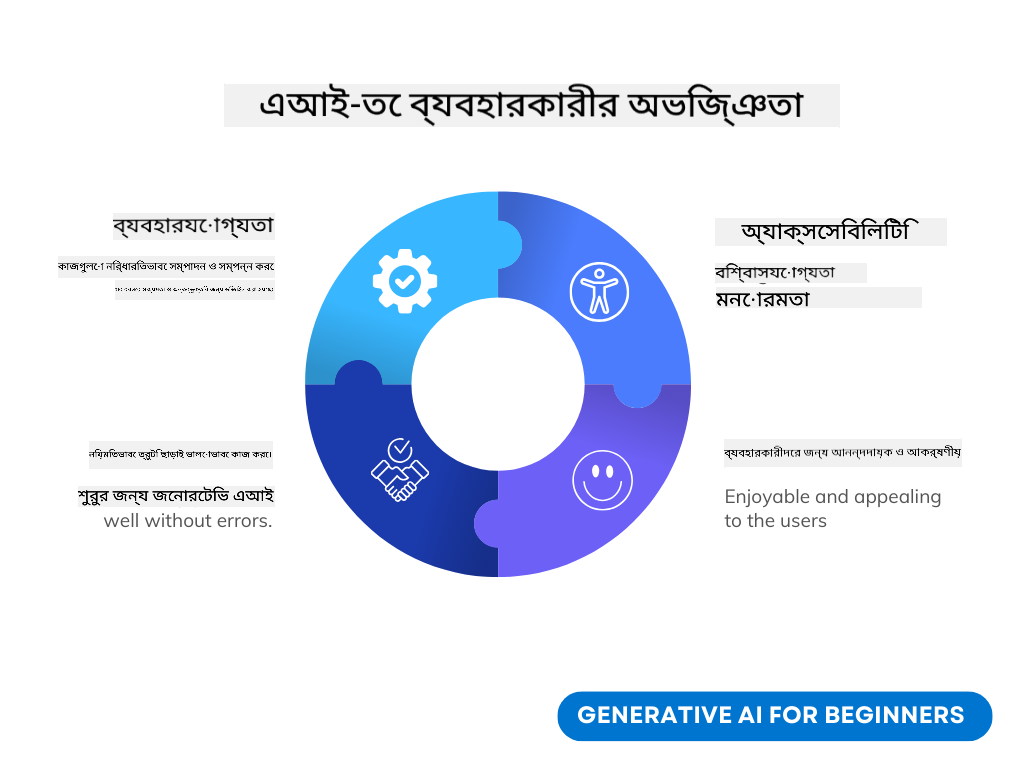 এআই-তে ব্যবহারকারীর অভিজ্ঞতা
ব্যবহারযোগ্যতা
কাজগুলো নির্ধারিতভাবে সম্পাদন ও সম্পন্ন করে
অ্যাক্সেসিবিলিটি
বিশ্বাসযোগ্যতা
মনোরমতা
নিয়মিতভাবে ত্রুটি ছাড়াই ভালোভাবে কাজ করে।
শুরুর জন্য জেনারেটিভ এআই
well without errors.
ব্যবহারকারীদের জন্য আনন্দদায়ক ও আকর্ষণীয়
Enjoyable and appealing
to the users
GENERATIVE AI FOR BEGINNERS